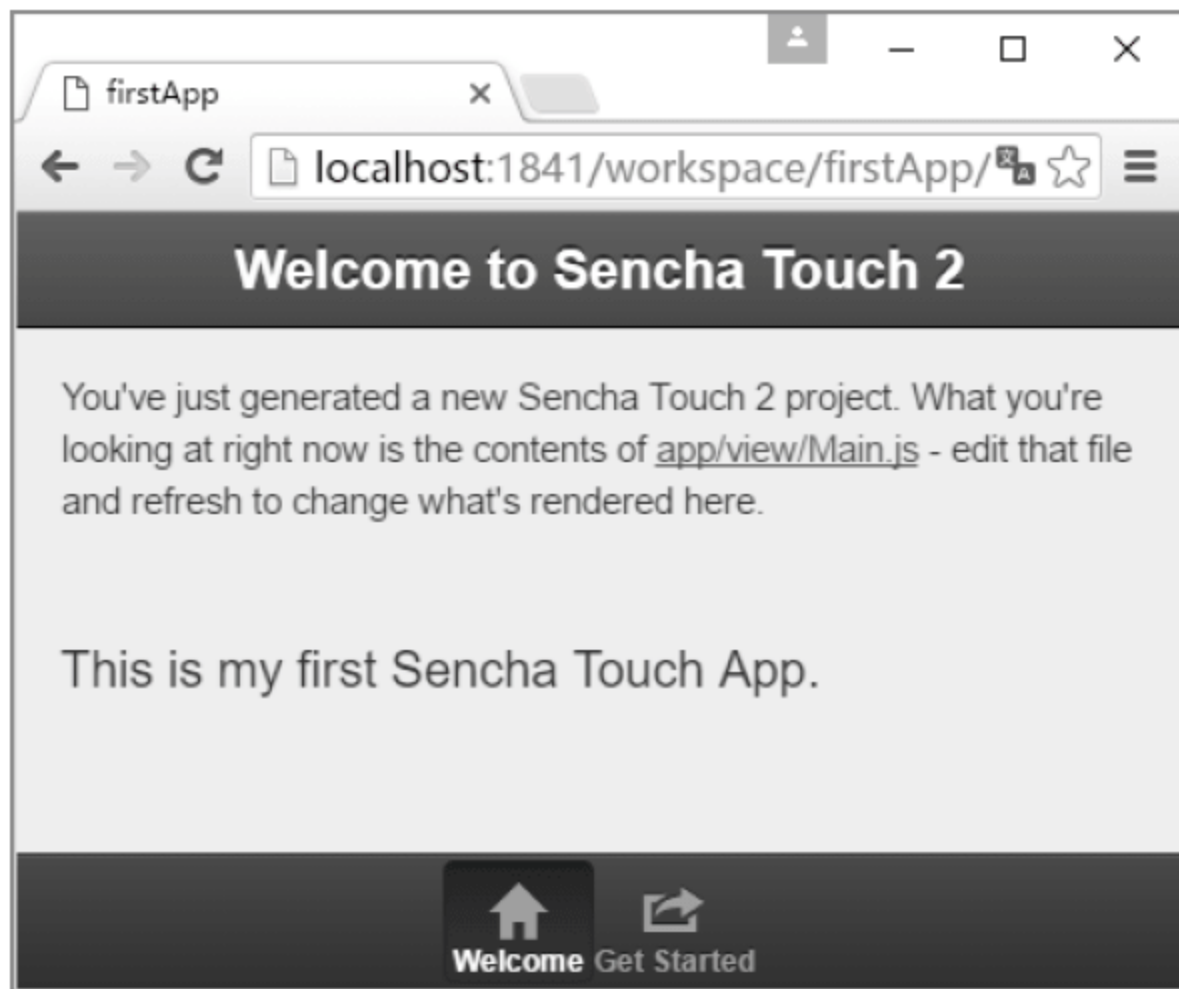 firstApp
localhost:1841/workspace/firstApp/
Welcome to Sencha Touch 2
You've just generated a new Sencha Touch 2 project. What you're
looking at right now is the contents of app/view/Main.js - edit that file
and refresh to change what's rendered here.
This is my first Sencha Touch App.
Welcome Get Started